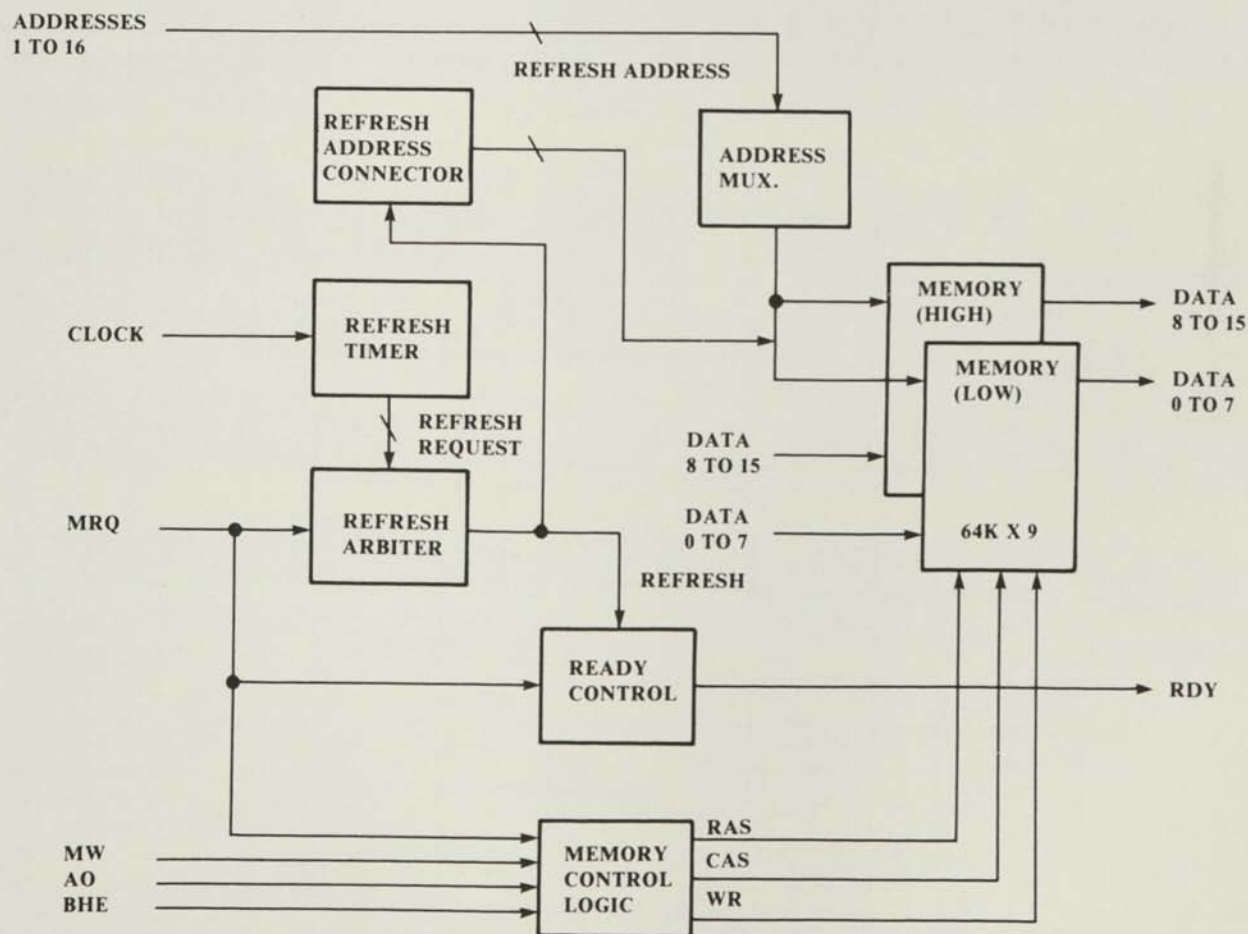 ADDRESSES
1 TO 16
REFRESH ADDRESS
REFRESH
ADDRESS
CONNECTOR
ADDRESS
MUX.
CLOCK
REFRESH
TIMER
MEMORY
(HIGH)
DATA
8 TO 15
MEMORY
(LOW)
DATA
0 TO 7
REFRESH
REQUEST
DATA
8 TO 15
MRQ
REFRESH
ARBITER
DATA
0 TO 7
64K X 9
REFRESH
READY
CONTROL
RDY
MW
AO
BHE
MEMORY
CONTROL
LOGIC
RAS
CAS
WR